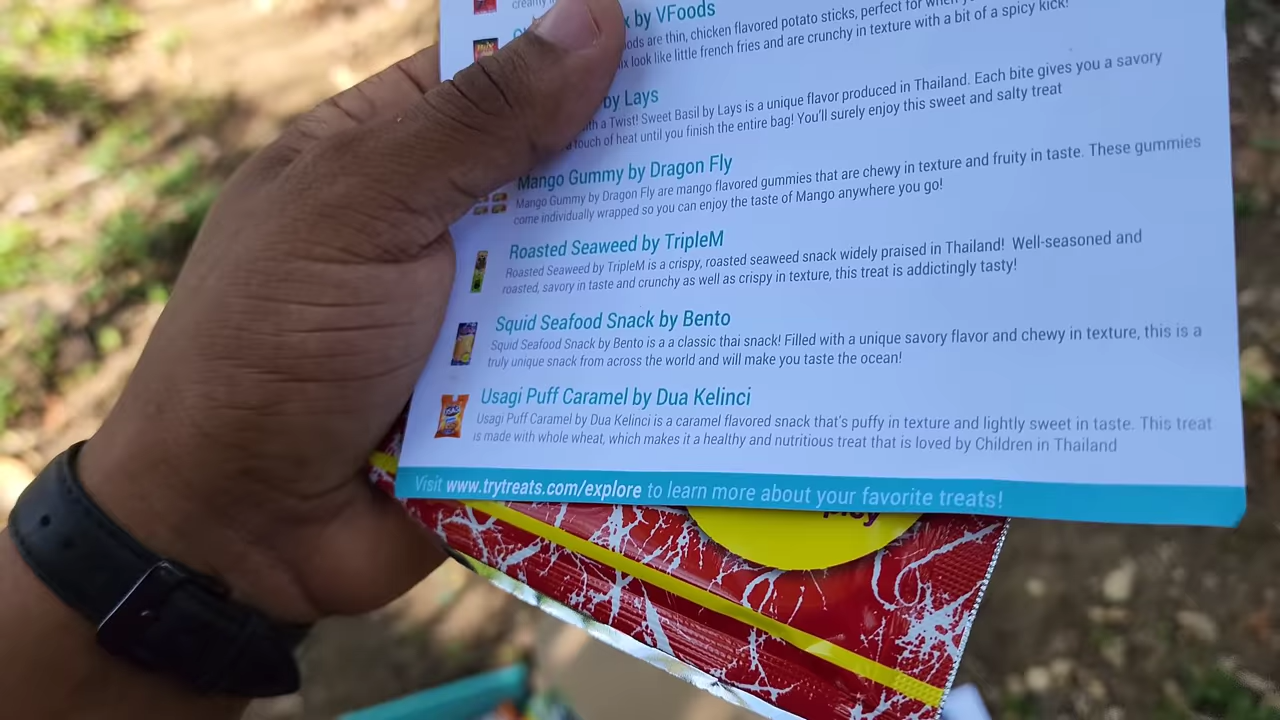 creamy
x by VFoods
ods are thin, chicken flavored potato sticks, perfect for when
ix look like little french fries and are crunchy in texture with a bit of a spicy kick!
by Lays
ith a Twist! Sweet Basil by Lays is a unique flavor produced in Thailand. Each bite gives you a savory
a touch of heat until you finish the entire bag! You'll surely enjoy this sweet and salty treat
Mango Gummy by Dragon Fly
Mango Gummy by Dragon Fly are mango flavored gummies that are chewy in texture and fruity in taste. These gummies
come individually wrapped so you can enjoy the taste of Mango anywhere you go!
Roasted Seaweed by TripleM
Roasted Seaweed by TripleM is a crispy, roasted seaweed snack widely praised in Thailand! Well-seasoned and
roasted, savory in taste and crunchy as well as crispy in texture, this treat is addictingly tasty!
Squid Seafood Snack by Bento
Squid Seafood Snack by Bento is a a classic thai snack! Filled with a unique savory flavor and chewy in texture, this is a
truly unique snack from across the world and will make you taste the ocean!
Usagi Puff Caramel by Dua Kelinci
Usagi Puff Caramel by Dua Kelinci is a caramel flavored snack that's puffy in texture and lightly sweet in taste. This treat
is made with whole wheat, which makes it a healthy and nutritious treat that is loved by Children in Thailand
Visit www.trytreats.com/explore to learn more about your favorite treats!